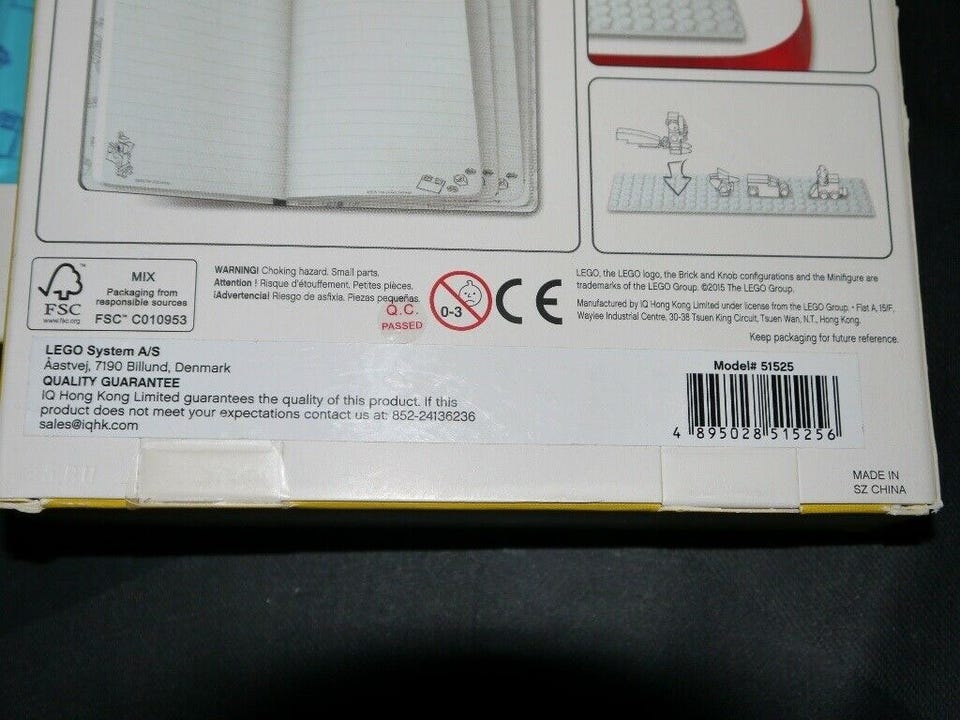 FSC™
www.fsc.org
MIX
Packaging from
responsible sources
FSC™ C010953
WARNING! Choking hazard. Small parts.
Attention ! Risque d'étouffement. Petites pièces.
¡Advertencia! Riesgo de asfixia. Piezas pequeñas.
Q.C.
PASSED
0-3
CE
LEGO, the LEGO logo, the Brick and Knob configurations and the Minifigure are
trademarks of the LEGO Group. ©2015 The LEGO Group.
Manufactured by IQ Hong Kong Limited under license from the LEGO Group. • Flat A, 15/F,
Waylee Industrial Centre, 30-38 Tsuen King Circuit, Tsuen Wan, N.T., Hong Kong.
Keep packaging for future reference.
LEGO System A/S
Åastvej, 7190 Billund, Denmark
QUALITY GUARANTEE
IQ Hong Kong Limited guarantees the quality of this product. If this
product does not meet your expectations contact us at: 852-24136236
sales@iqhk.com
Model# 51525
4 895028 515256
MADE IN
SZ CHINA